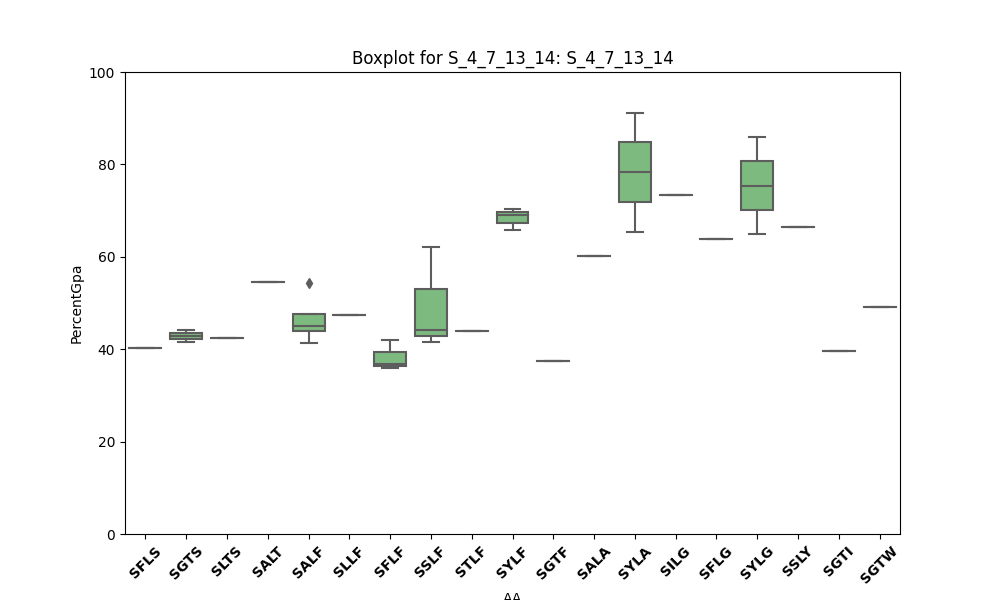 Boxplot for S_4_7_13_14: S_4_7_13_14
PercentGpa
100
80
60
40
20
0
SFLS SGTS SLTS SALT SALF SLLF SFLF SSLF STLF SYLF SGTF SALA SYLA SILG SFLG SYLG SSLY SGTI SGTW
AA